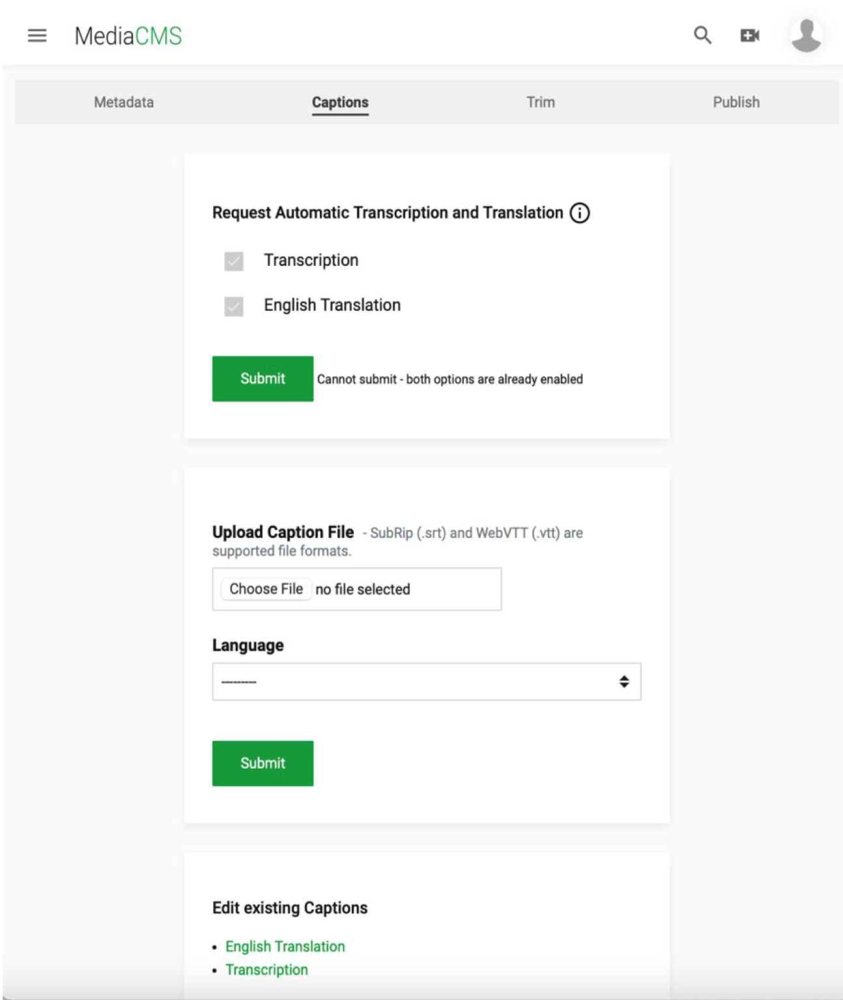 MediaCMS
Metadata Captions Trim Publish
Request Automatic Transcription and Translation
Transcription
English Translation
Submit Cannot submit - both options are already enabled
Upload Caption File - SubRip (.srt) and WebVTT (.vtt) are
supported file formats.
Choose File no file selected
Language
---------
Submit
Edit existing Captions
• English Translation
• Transcription